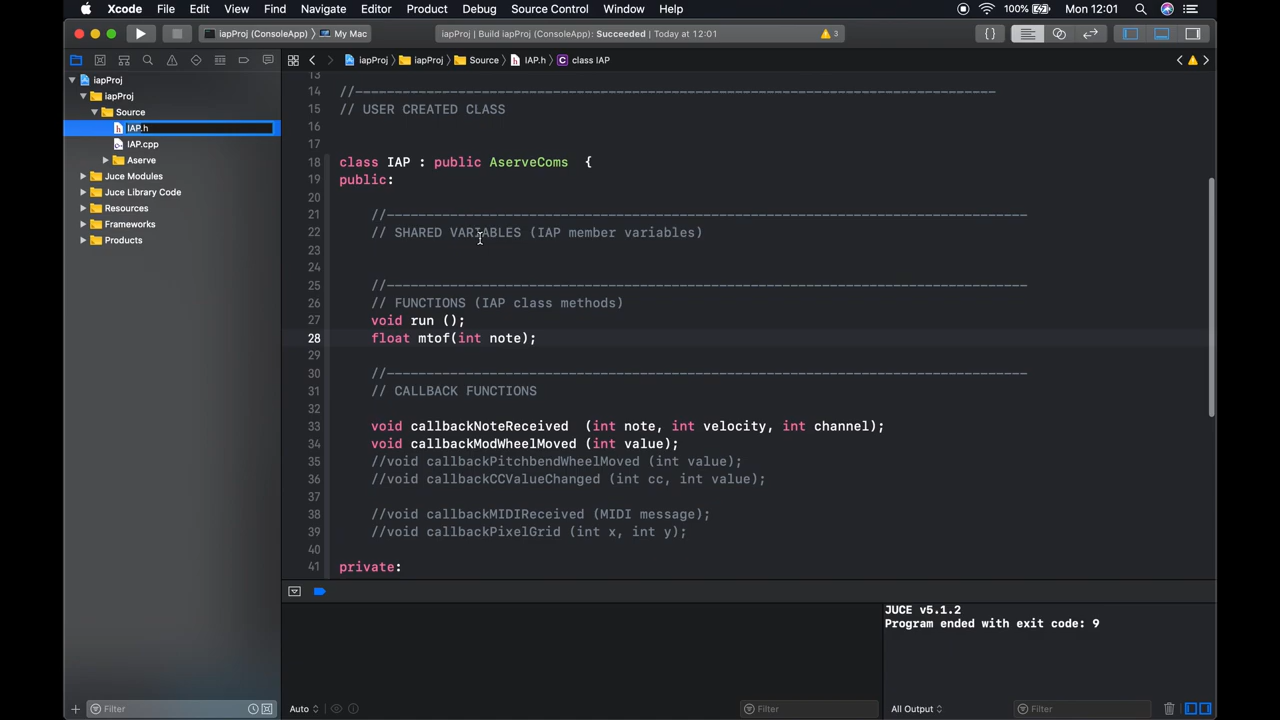 Xcode File Edit View Find Navigate Editor Product Debug Source Control Window Help 100% Mon 12:01
iapProj (ConsoleApp) My Mac iapProj | Build iapProj (ConsoleApp): Succeeded | Today at 12:01 3 {}
iapProj iapProj Source IAP.h C class IAP
iapProj
iapProj
Source
h IAP.h
IAP.cpp
Aserve
Juce Modules
Juce Library Code
Resources
Frameworks
Products
13
14 //---------------------------------------------------------------------------------
15 // USER CREATED CLASS
16
17
18 class IAP : public AserveComs {
19 public:
20
21 //---------------------------------------------------------------------------------
22 // SHARED VARIABLES (IAP member variables)
23
24
25 //---------------------------------------------------------------------------------
26 // FUNCTIONS (IAP class methods)
27 void run ();
28 float mtof(int note);
29
30 //---------------------------------------------------------------------------------
31 // CALLBACK FUNCTIONS
32
33 void callbackNoteReceived (int note, int velocity, int channel);
34 void callbackModWheelMoved (int value);
35 //void callbackPitchbendWheelMoved (int value);
36 //void callbackCCValueChanged (int cc, int value);
37
38 //void callbackMIDIReceived (MIDI message);
39 //void callbackPixelGrid (int x, int y);
40
41 private:
JUCE v5.1.2
Program ended with exit code: 9
Filter Auto Filter All Output Filter